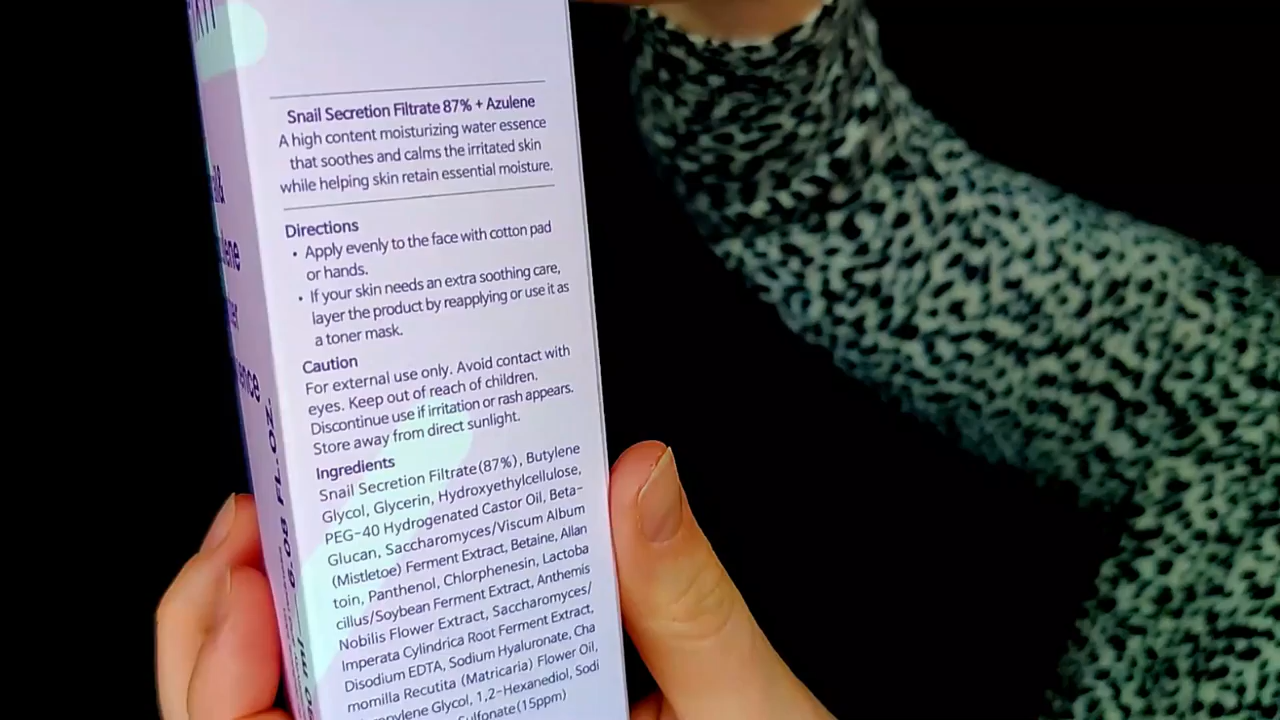 Snail Secretion Filtrate 87% + Azulene
A high content moisturizing water essence
that soothes and calms the irritated skin
while helping skin retain essential moisture.
Directions
• Apply evenly to the face with cotton pad
or hands.
• If your skin needs an extra soothing care,
layer the product by reapplying or use it as
a toner mask.
Caution
For external use only. Avoid contact with
eyes. Keep out of reach of children.
Discontinue use if irritation or rash appears.
Store away from direct sunlight.
Ingredients
Snail Secretion Filtrate(87%), Butylene
Glycol, Glycerin, Hydroxyethylcellulose,
PEG-40 Hydrogenated Castor Oil, Beta-
Glucan, Saccharomyces/Viscum Album
(Mistletoe) Ferment Extract, Betaine, Allan
toin, Panthenol, Chlorphenesin, Lactoba
cillus/Soybean Ferment Extract, Anthemis
Nobilis Flower Extract, Saccharomyces/
Imperata Cylindrica Root Ferment Extract,
Disodium EDTA, Sodium Hyaluronate, Cha
momilla Recutita (Matricaria) Flower Oil,
Glycol, 1,2-Hexanediol, Sodi
Sulfonate(15ppm)
6.08 FL.OZ.
ml